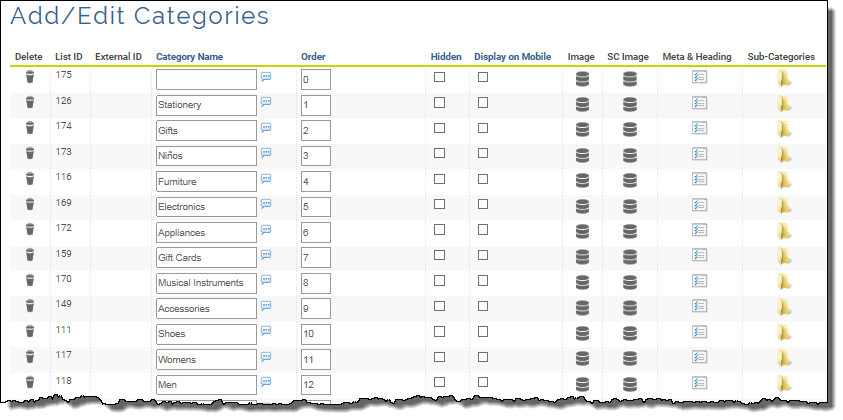 Add/Edit Categories
Delete List ID External ID Category Name Order Hidden Display on Mobile Image SC Image Meta & Heading Sub-Categories
175 0
126 Stationery 1
174 Gifts 2
173 Niños 3
116 Furniture 4
169 Electronics 5
172 Appliances 6
159 Gift Cards 7
170 Musical Instruments 8
149 Accessories 9
111 Shoes 10
117 Womens 11
118 Men 12